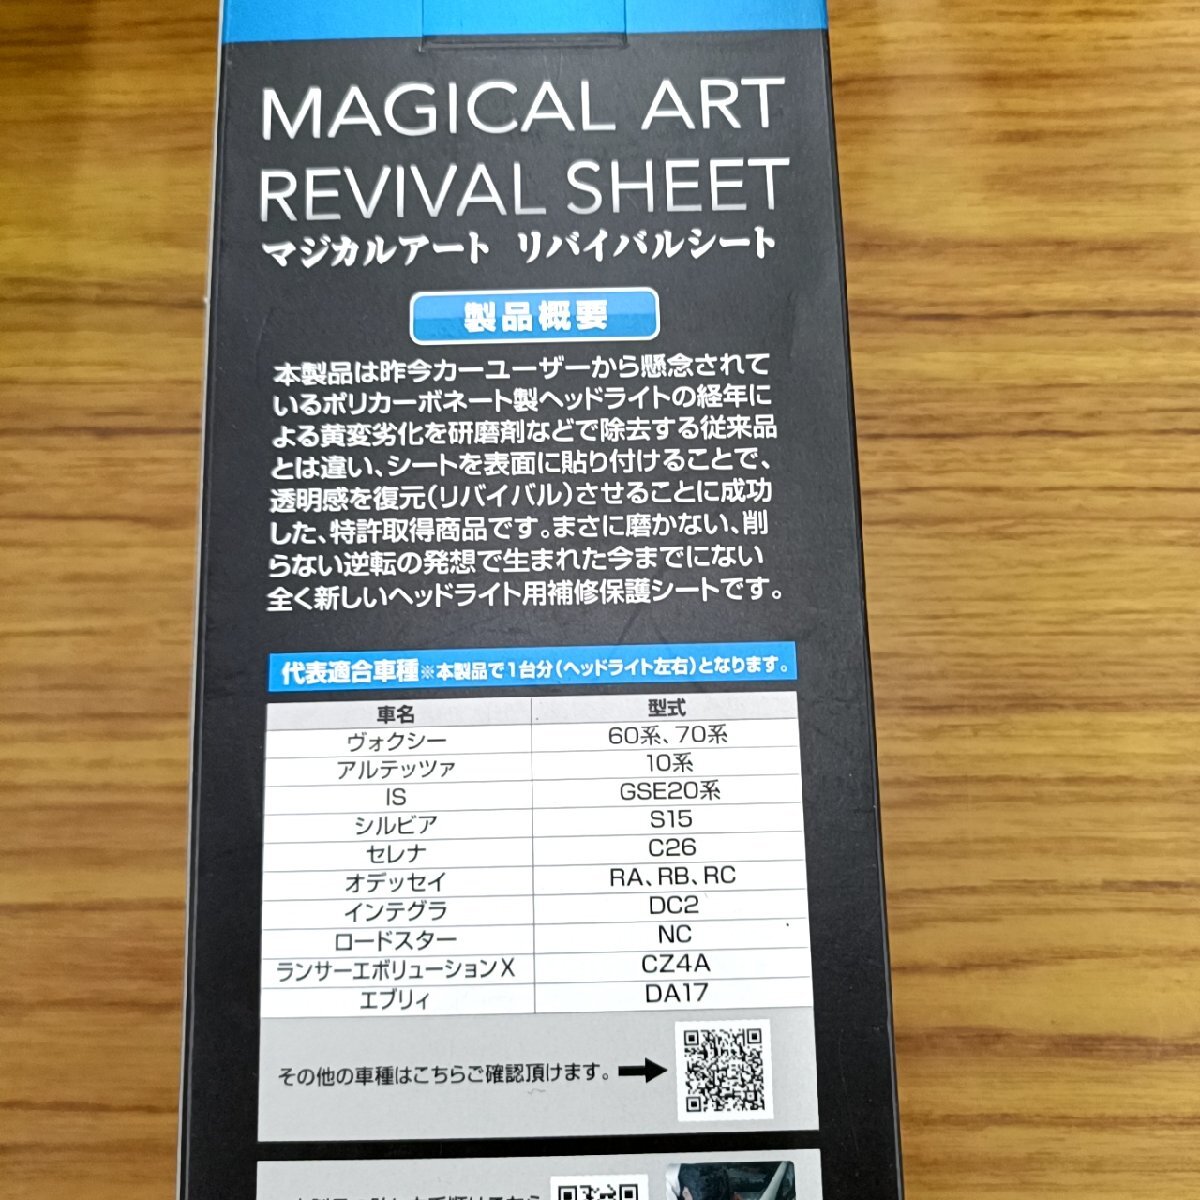 MAGICAL ART
REVIVAL SHEET
マジカルアート リバイバルシート
製品概要
本製品は昨今カーユーザーから懸念されて
いるポリカーボネート製ヘッドライトの経年に
よる黄変劣化を研磨剤などで除去する従来品
とは違い、シートを表面に貼り付けることで、
透明感を復元(リバイバル)させることに成功
した、特許取得商品です。まさに磨かない、削
らない逆転の発想で生まれた今までにない
全く新しいヘッドライト用補修保護シートです。
代表適合車種 ※本製品で1台分(ヘッドライト左右)となります。
車名 型式
ヴォクシー 60系、70系
アルテッツァ 10系
IS GSE20系
シルビア S15
セレナ C26
オデッセイ RA、RB、RC
インテグラ DC2
ロードスター NC
ランサーエボリューションX CZ4A
エブリィ DA17
その他の車種はこちらご確認頂けます。